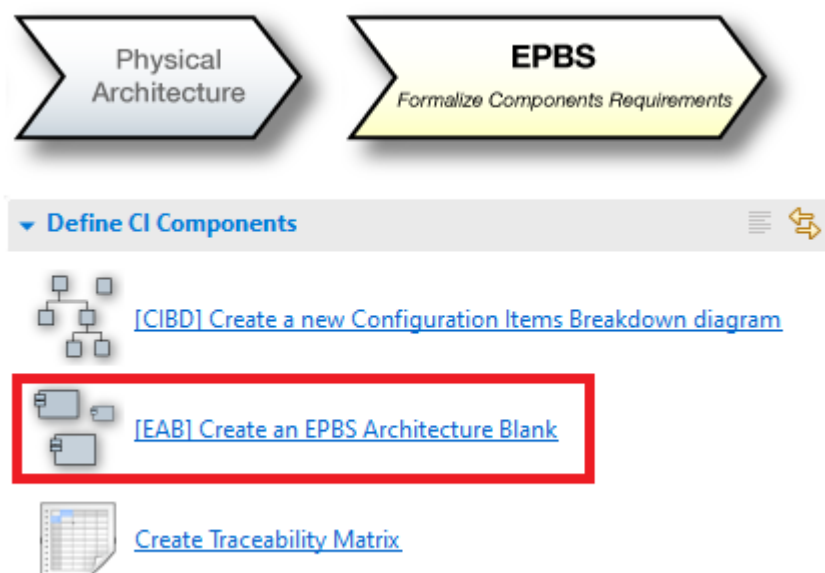 Physical
Architecture
EPBS
Formalize Components Requirements
Define CI Components
[CIBD] Create a new Configuration Items Breakdown diagram
[EAB] Create an EPBS Architecture Blank
Create Traceability Matrix